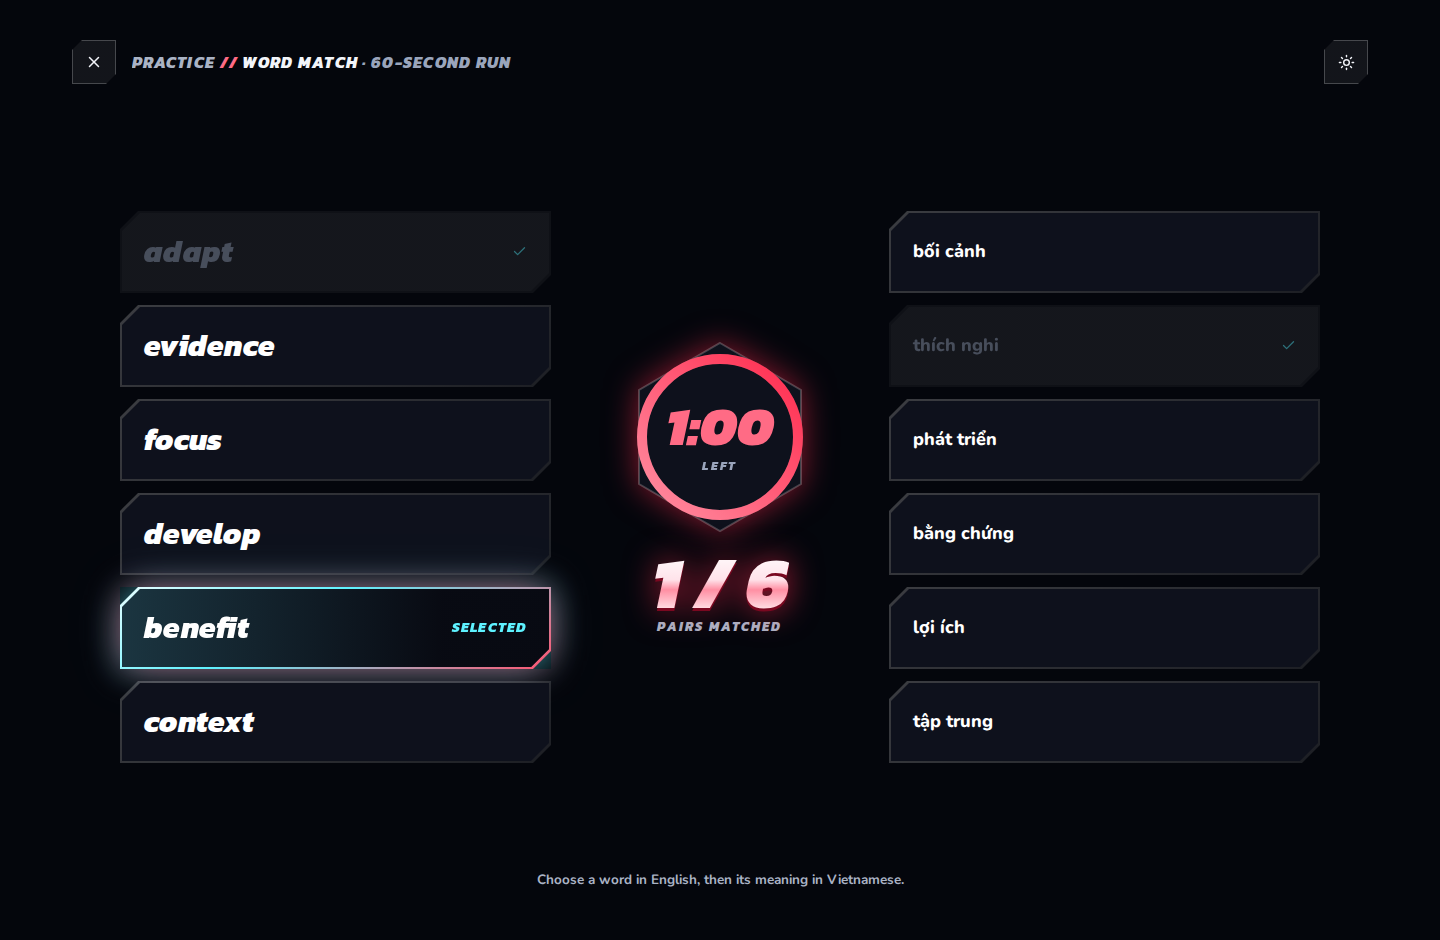 PRACTICE // WORD MATCH · 60-SECOND RUN
adapt
evidence
focus
develop
benefit SELECTED
context
1:00
LEFT
1 / 6
PAIRS MATCHED
bối cảnh
thích nghi
phát triển
bằng chứng
lợi ích
tập trung
Choose a word in English, then its meaning in Vietnamese.